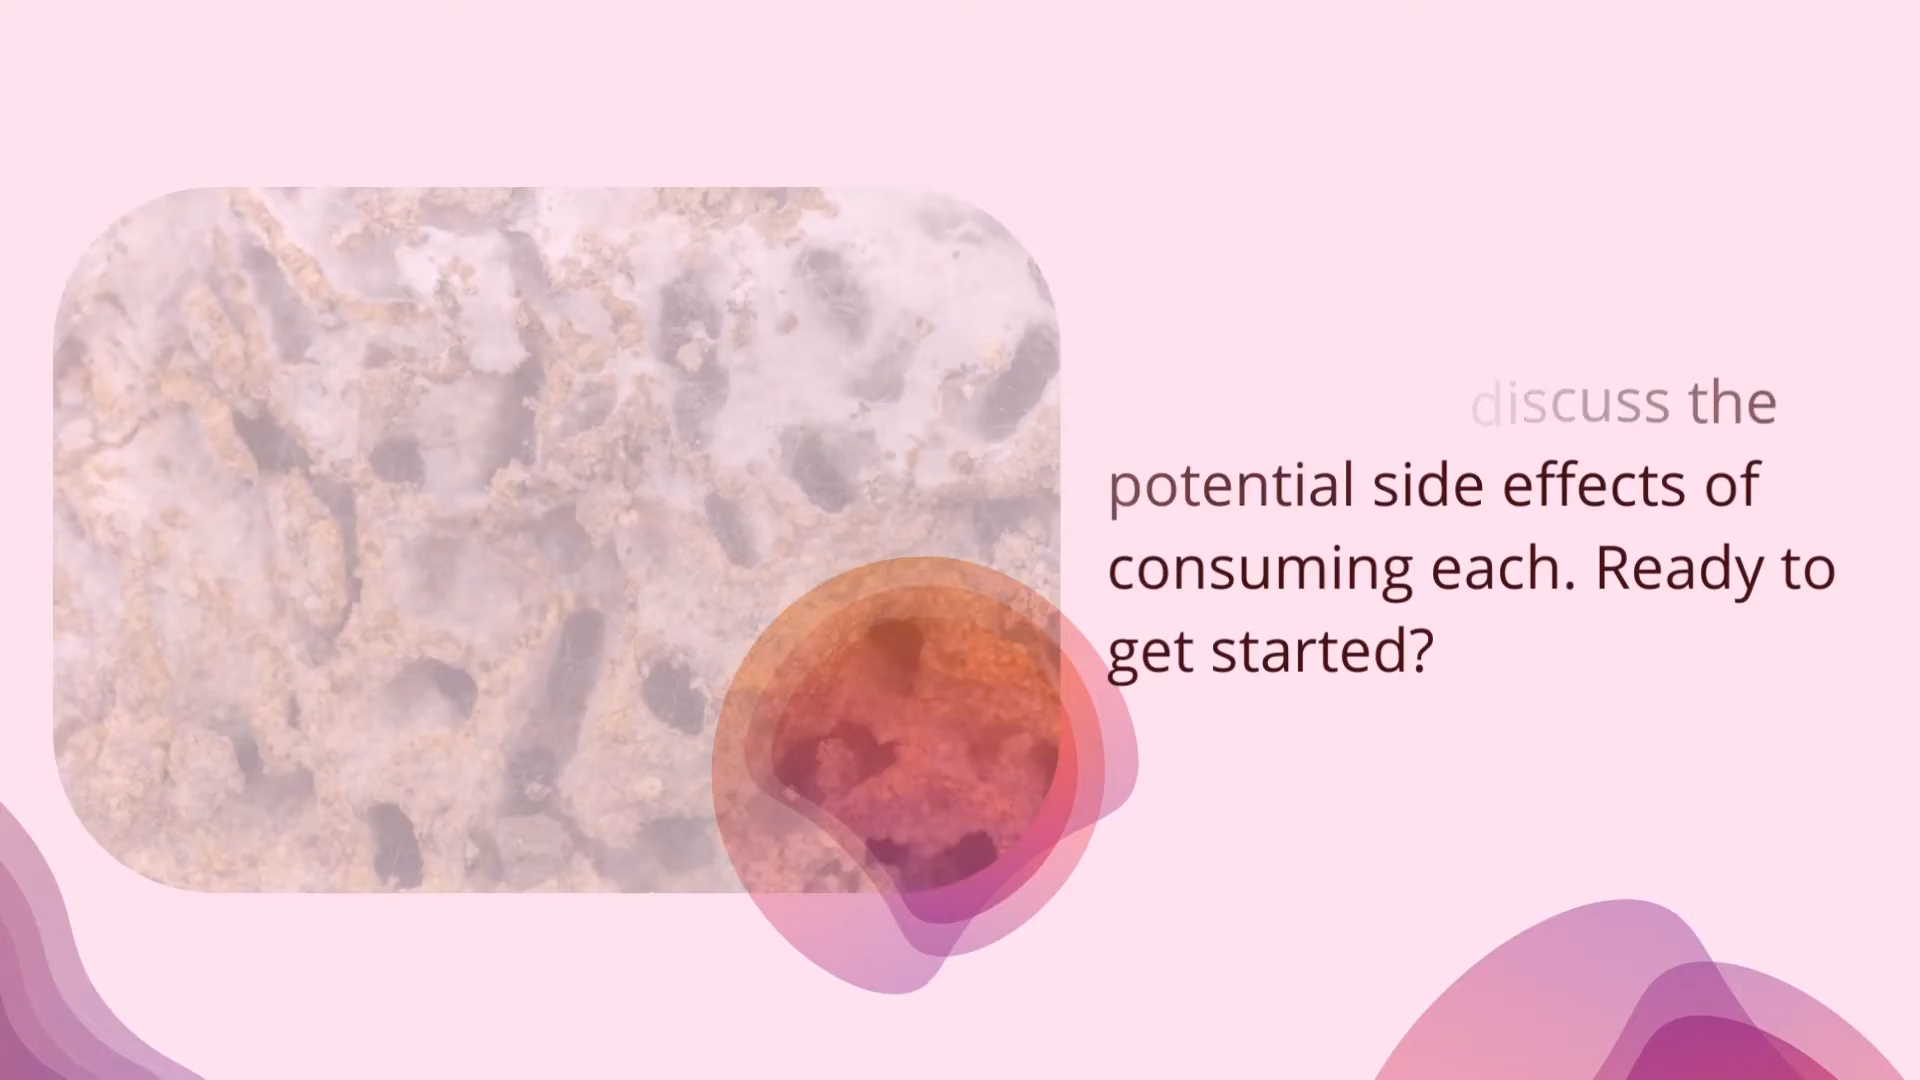 discuss the
potential side effects of
consuming each. Ready to
get started?